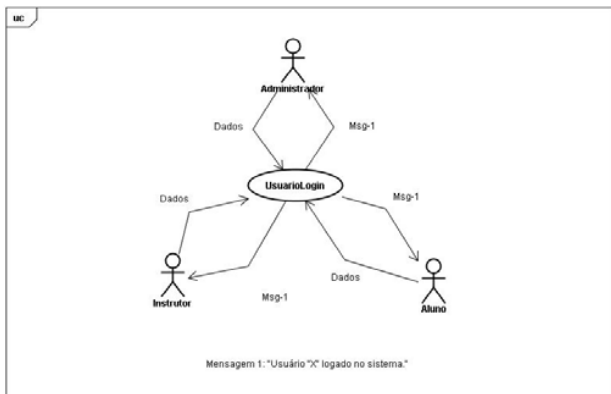 uc
Administrador
Dados
Msg-1
UsuarioLogin
Dados
Msg-1
Instrutor
Msg-1
Dados
Aluno
Mensagem 1: "Usuário "X" logado no sistema."